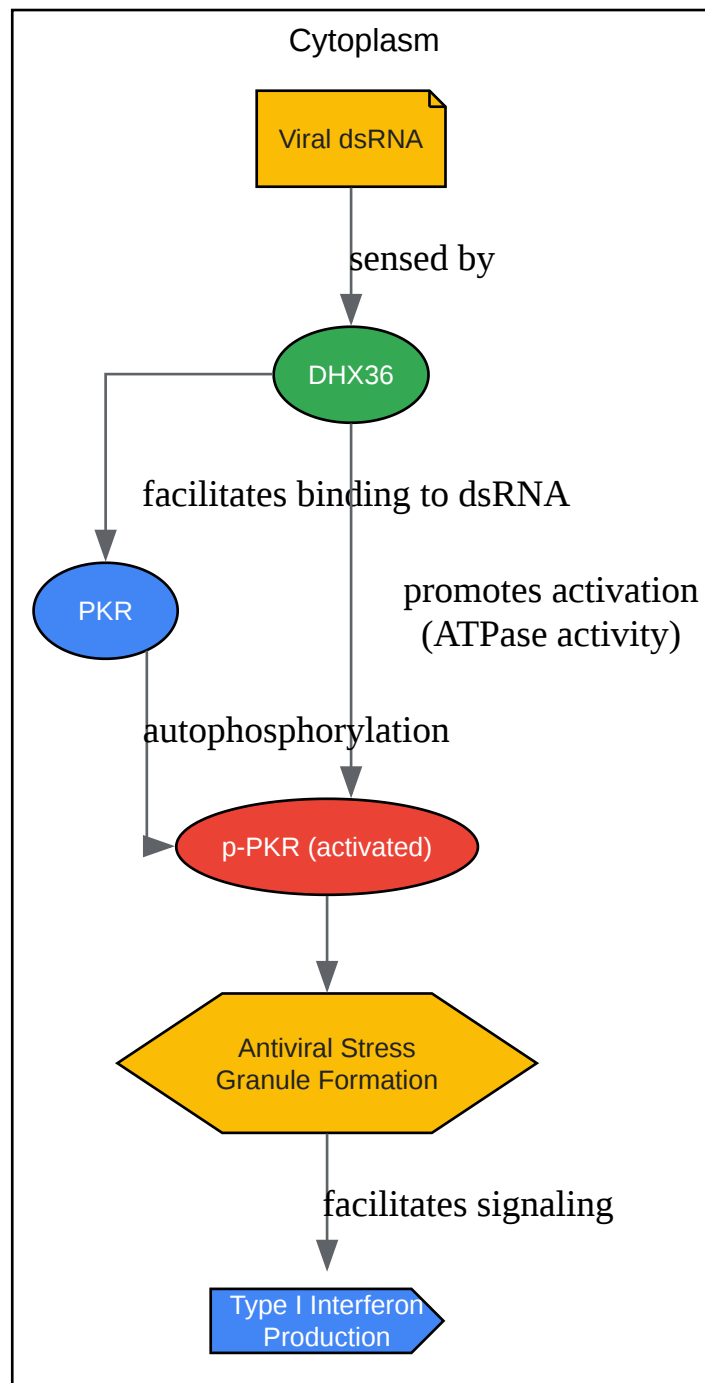 Cytoplasm
Viral dsRNA
sensed by
DHX36
facilitates binding to dsRNA
PKR
promotes activation
(ATPase activity)
autophosphorylation
p-PKR (activated)
Antiviral Stress
Granule Formation
facilitates signaling
Type I Interferon
Production